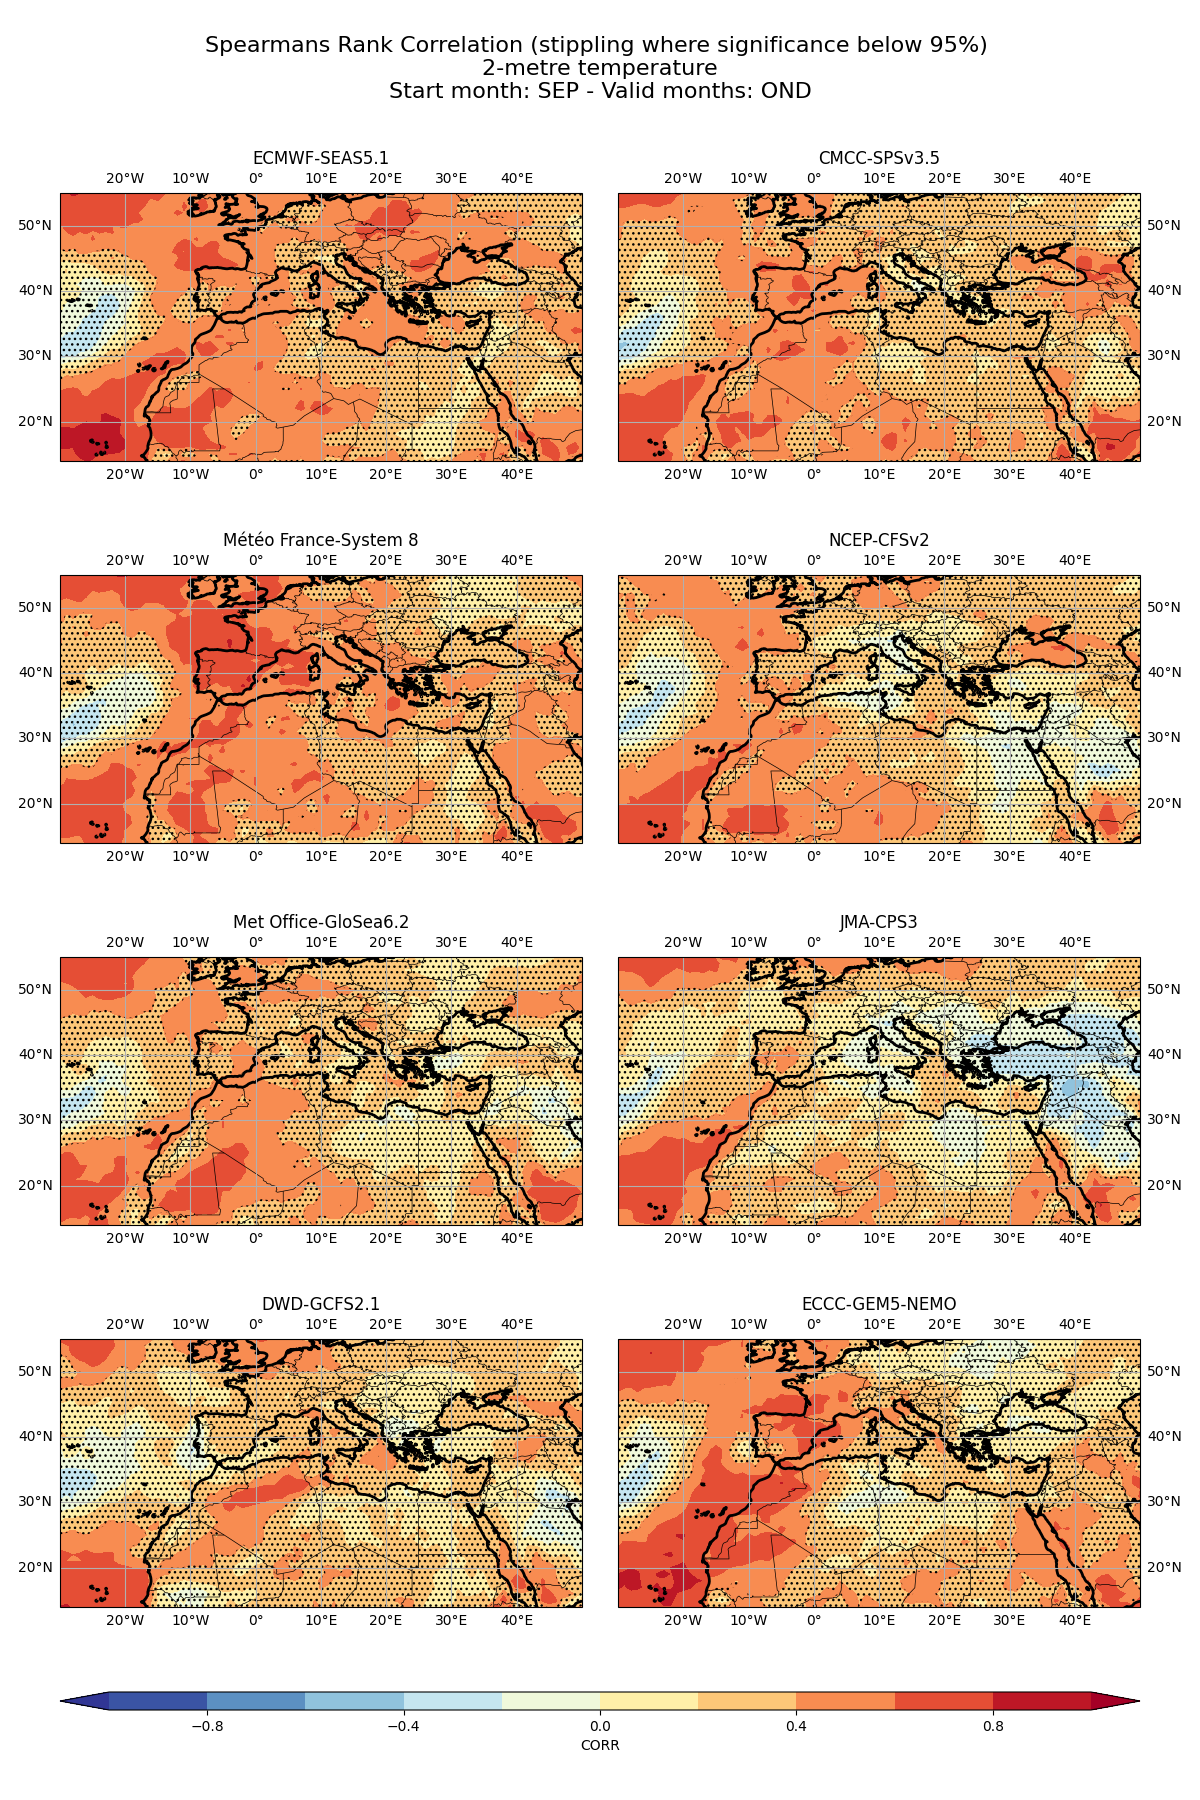 Spearmans Rank Correlation (stippling where significance below 95%)
2-metre temperature
Start month: SEP - Valid months: OND
ECMWF-SEAS5.1
20°W 10°W 0° 10°E 20°E 30°E 40°E
50°N
40°N
30°N
20°N
20°W 10°W 0° 10°E 20°E 30°E 40°E
CMCC-SPSv3.5
20°W 10°W 0° 10°E 20°E 30°E 40°E
50°N
40°N
30°N
20°N
20°W 10°W 0° 10°E 20°E 30°E 40°E
Météo France-System 8
20°W 10°W 0° 10°E 20°E 30°E 40°E
50°N
40°N
30°N
20°N
20°W 10°W 0° 10°E 20°E 30°E 40°E
NCEP-CFSv2
20°W 10°W 0° 10°E 20°E 30°E 40°E
50°N
40°N
30°N
20°N
20°W 10°W 0° 10°E 20°E 30°E 40°E
Met Office-GloSea6.2
20°W 10°W 0° 10°E 20°E 30°E 40°E
50°N
40°N
30°N
20°N
20°W 10°W 0° 10°E 20°E 30°E 40°E
JMA-CPS3
20°W 10°W 0° 10°E 20°E 30°E 40°E
50°N
40°N
30°N
20°N
20°W 10°W 0° 10°E 20°E 30°E 40°E
DWD-GCFS2.1
20°W 10°W 0° 10°E 20°E 30°E 40°E
50°N
40°N
30°N
20°N
20°W 10°W 0° 10°E 20°E 30°E 40°E
ECCC-GEM5-NEMO
20°W 10°W 0° 10°E 20°E 30°E 40°E
50°N
40°N
30°N
20°N
20°W 10°W 0° 10°E 20°E 30°E 40°E
−0.8 −0.4 0.0 0.4 0.8
CORR